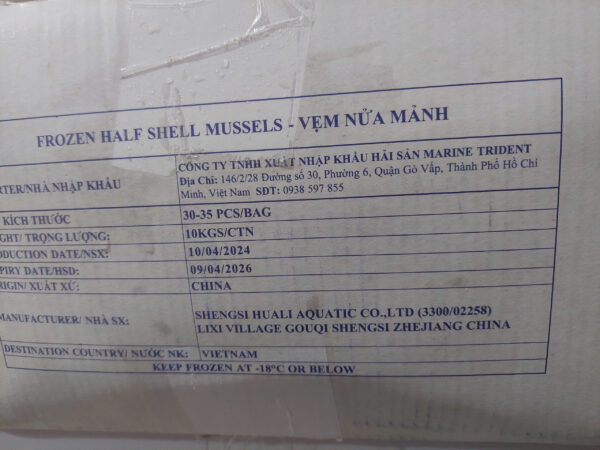 FROZEN HALF SHELL MUSSELS - VẸM NỬA MẢNH
RTER/NHÀ NHẬP KHẨU
CÔNG TY TNHH XUẤT NHẬP KHẨU HẢI SẢN MARINE TRIDENT
Địa Chỉ: 146/2/28 Đường số 30, Phường 6, Quận Gò Vấp, Thành Phố Hồ Chí
Minh, Việt Nam SĐT: 0938 597 855
KÍCH THƯỚC 30-35 PCS/BAG
GHT/ TRỌNG LƯỢNG: 10KGS/CTN
ODUCTION DATE/NSX: 10/04/2024
PIRY DATE/HSD: 09/04/2026
RIGIN/ XUẤT XỨ: CHINA
MANUFACTURER/ NHÀ SX:
SHENGSI HUALI AQUATIC CO.,LTD (3300/02258)
LIXI VILLAGE GOUQI SHENGSI ZHEJIANG CHINA
DESTINATION COUNTRY/ NƯỚC NK: VIETNAM
KEEP FROZEN AT -18°C OR BELOW